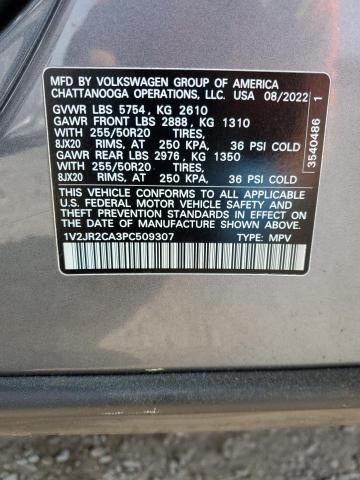 MFD BY VOLKSWAGEN GROUP OF AMERICA
CHATTANOOGA OPERATIONS, LLC. USA 08/2022
GVWR LBS 5754 , KG 2610
GAWR FRONT LBS 2888 , KG 1310
WITH 255/50R20 TIRES,
8JX20 RIMS, AT 250 KPA, 36 PSI COLD
GAWR REAR LBS 2976 , KG 1350
WITH 255/50R20 TIRES,
8JX20 RIMS, AT 250 KPA, 36 PSI COLD
THIS VEHICLE CONFORMS TO ALL APPLICABLE
U.S. FEDERAL MOTOR VEHICLE SAFETY AND
THEFT PREVENTION STANDARDS IN EFFECT ON
THE DATE OF MANUFACTURE SHOWN ABOVE.
1V2JR2CA3PC509307 TYPE: MPV
3540486 1